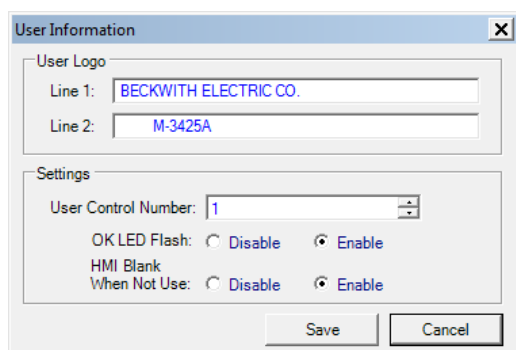 User Information
User Logo
Line 1: BECKWITH ELECTRIC CO.
Line 2: M-3425A
Settings
User Control Number: 1
OK LED Flash: Disable Enable
HMI Blank
When Not Use: Disable Enable
Save Cancel